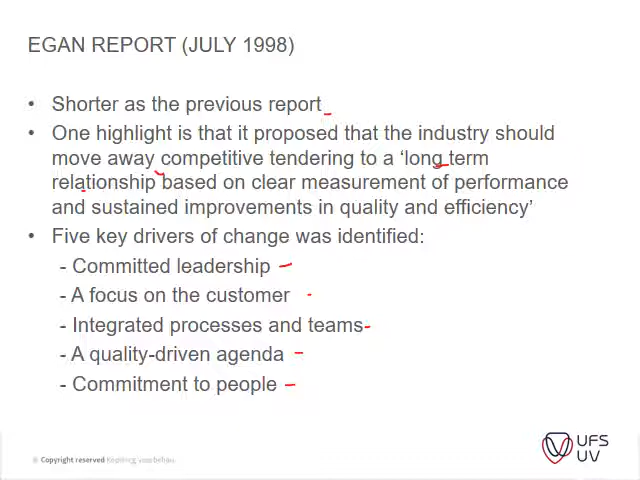 EGAN REPORT (JULY 1998)
• Shorter as the previous report
• One highlight is that it proposed that the industry should
move away competitive tendering to a ‘long term
relationship based on clear measurement of performance
and sustained improvements in quality and efficiency’
• Five key drivers of change was identified:
- Committed leadership
- A focus on the customer
- Integrated processes and teams
- A quality-driven agenda
- Commitment to people
© Copyright reserved Kopiereg voorbehou
UFS
UV